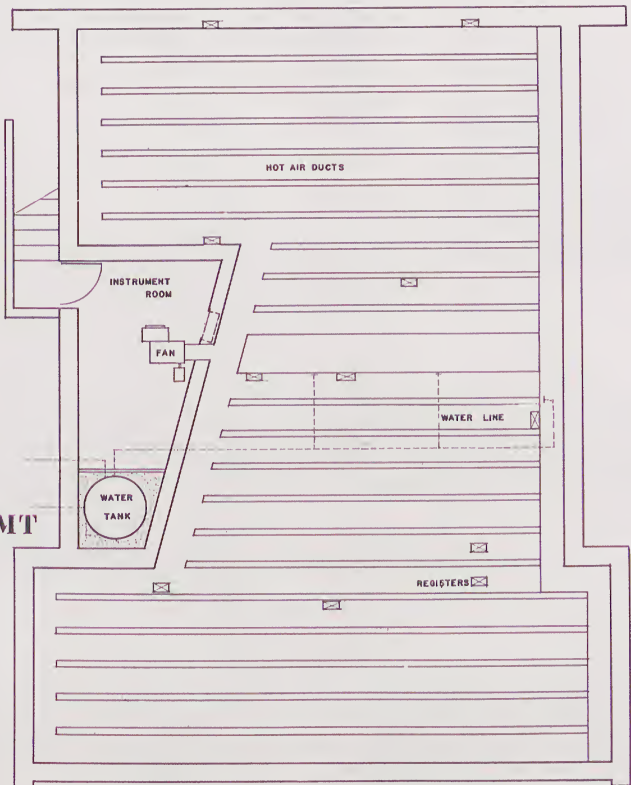 HOT AIR DUCTS
INSTRUMENT
ROOM
FAN
WATER LINE
WATER
TANK
MT
REGISTERS